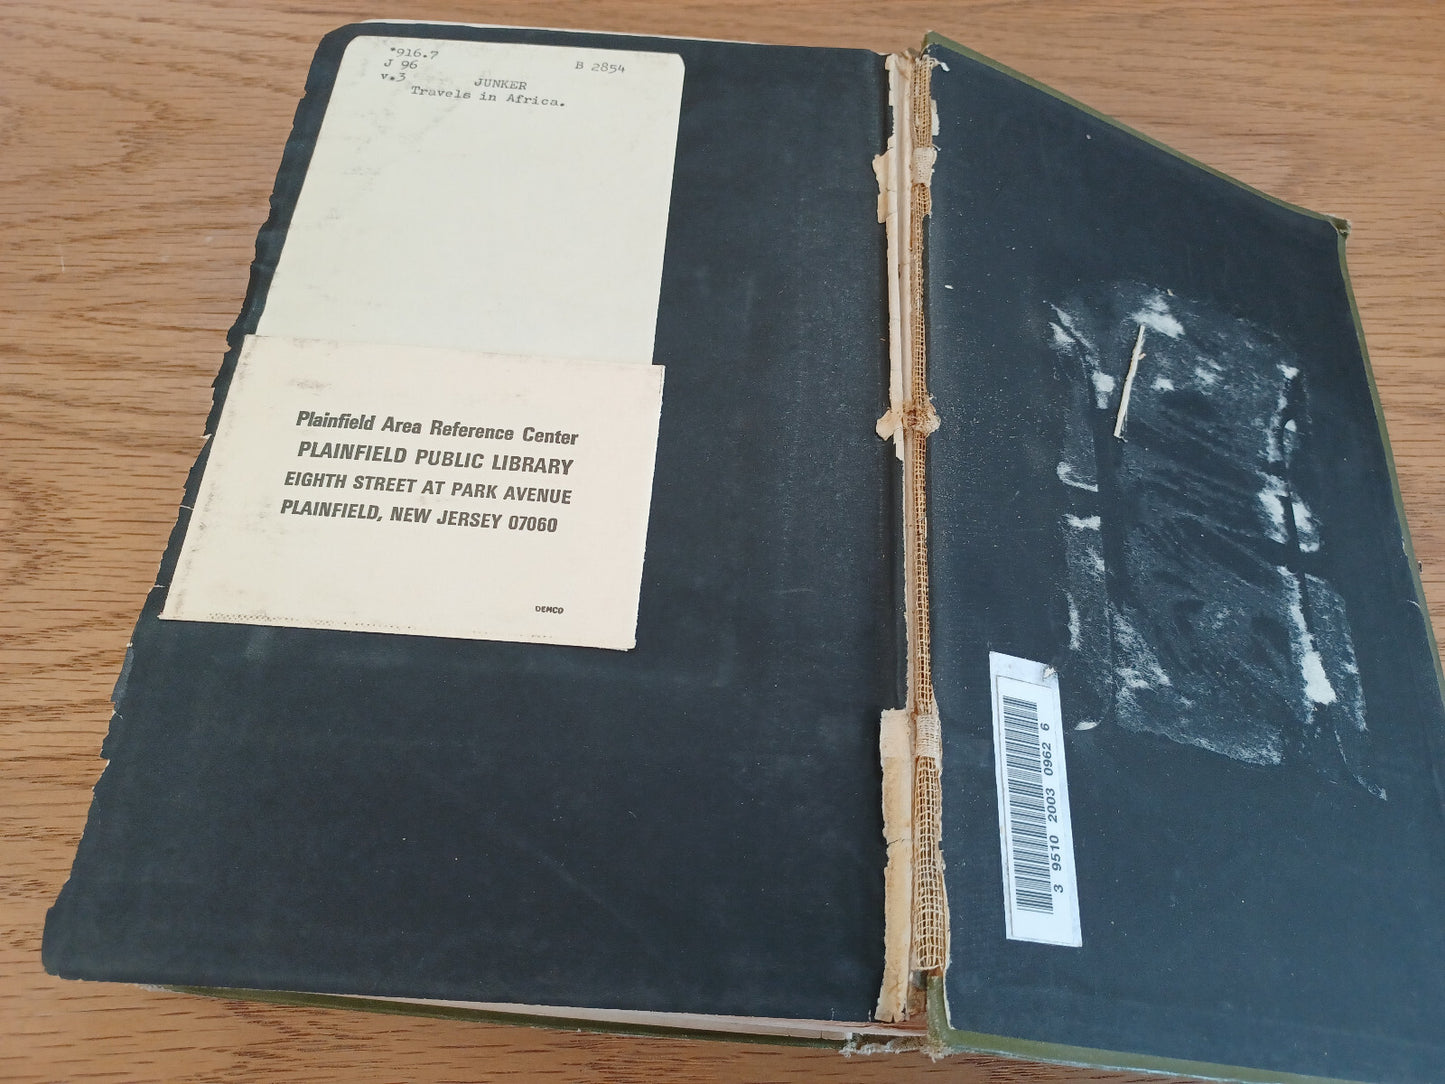 *916.7
J 96 B 2854
v.3 JUNKER
Travels in Africa.
Plainfield Area Reference Center
PLAINFIELD PUBLIC LIBRARY
EIGHTH STREET AT PARK AVENUE
PLAINFIELD, NEW JERSEY 07060
DEMCO
3 9510 2003 0962 6